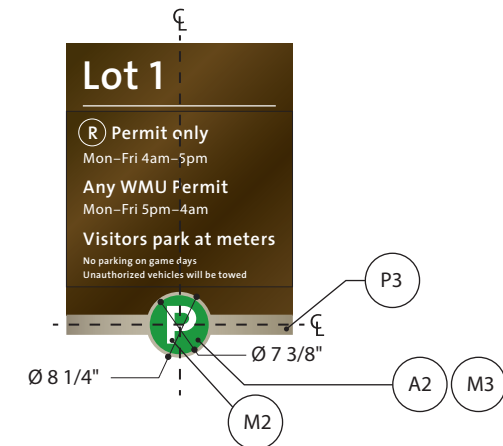 ℄
Lot 1
R Permit only
Mon–Fri 4am–5pm
Any WMU Permit
Mon–Fri 5pm–4am
Visitors park at meters
No parking on game days
Unauthorized vehicles will be towed
P3
℄
P
Ø 7 3/8"
Ø 8 1/4"
A2 M3
M2